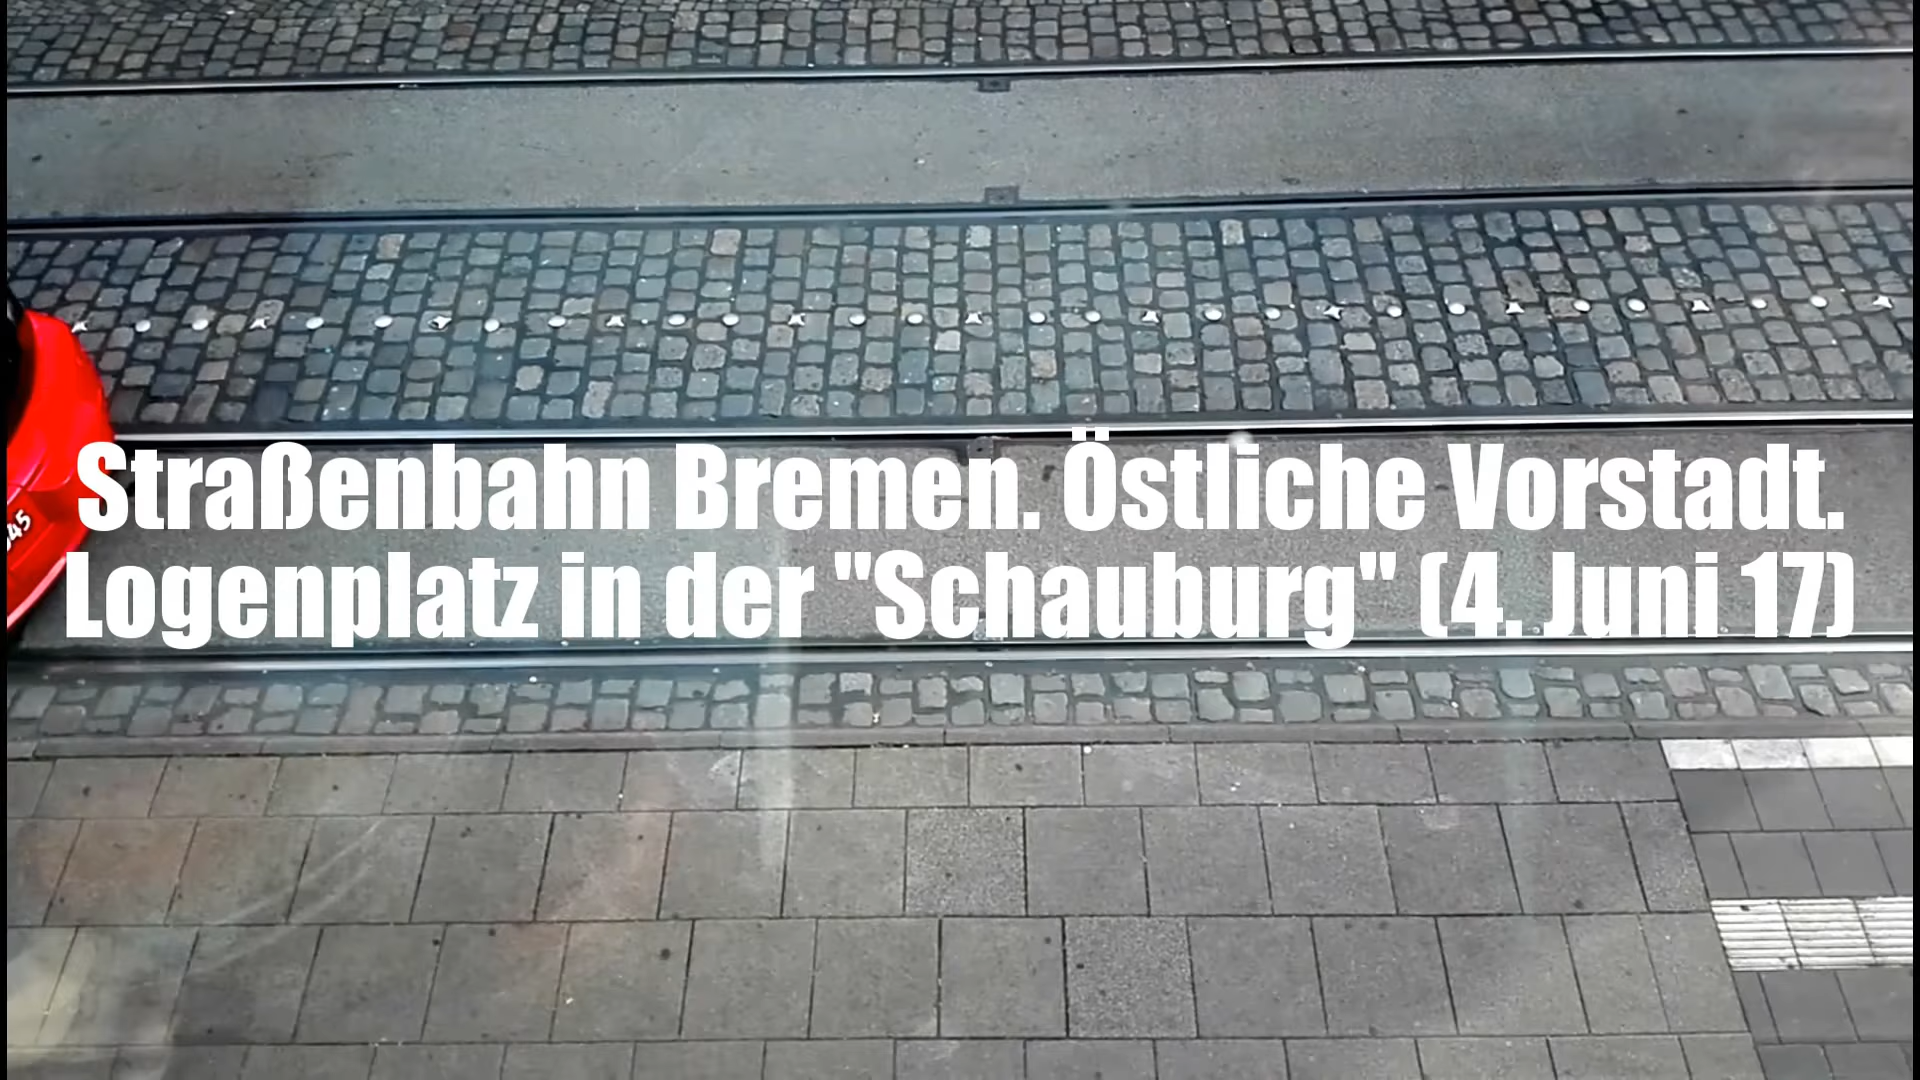 Straßenbahn Bremen. Östliche Vorstadt.
Logenplatz in der "Schauburg" (4. Juni 17)